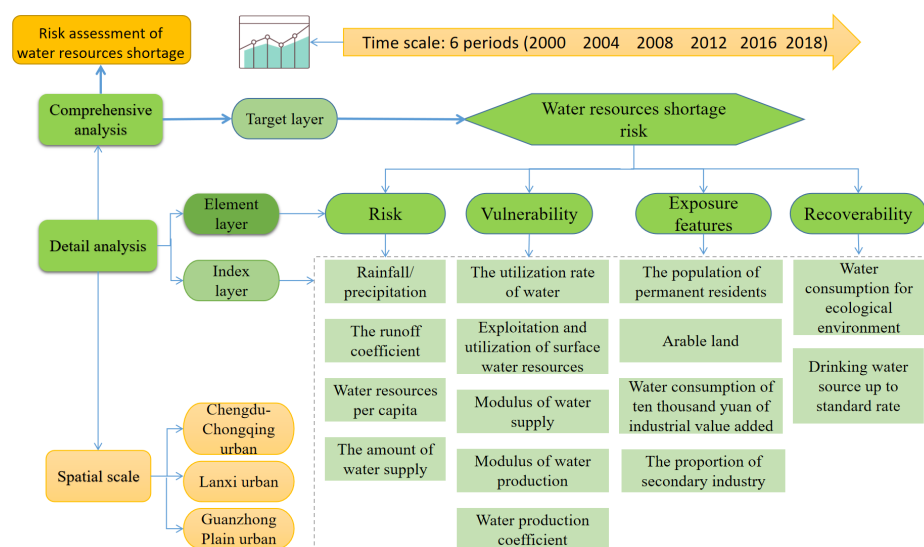 Risk assessment of
water resources shortage
Time scale: 6 periods (2000 2004 2008 2012 2016 2018)
Comprehensive
analysis
Target layer
Water resources shortage
risk
Detail analysis
Element
layer
Index
layer
Risk
Vulnerability
Exposure
features
Recoverability
Rainfall/
precipitation
The runoff
coefficient
Water resources
per capita
The amount of
water supply
The utilization rate
of water
Exploitation and
utilization of surface
water resources
Modulus of water
supply
Modulus of water
production
Water production
coefficient
The population of
permanent residents
Arable land
Water consumption of
ten thousand yuan of
industrial value added
The proportion of
secondary industry
Water
consumption for
ecological
environment
Drinking water
source up to
standard rate
Spatial scale
Chengdu-
Chongqing
urban
Lanxi urban
Guanzhong
Plain urban